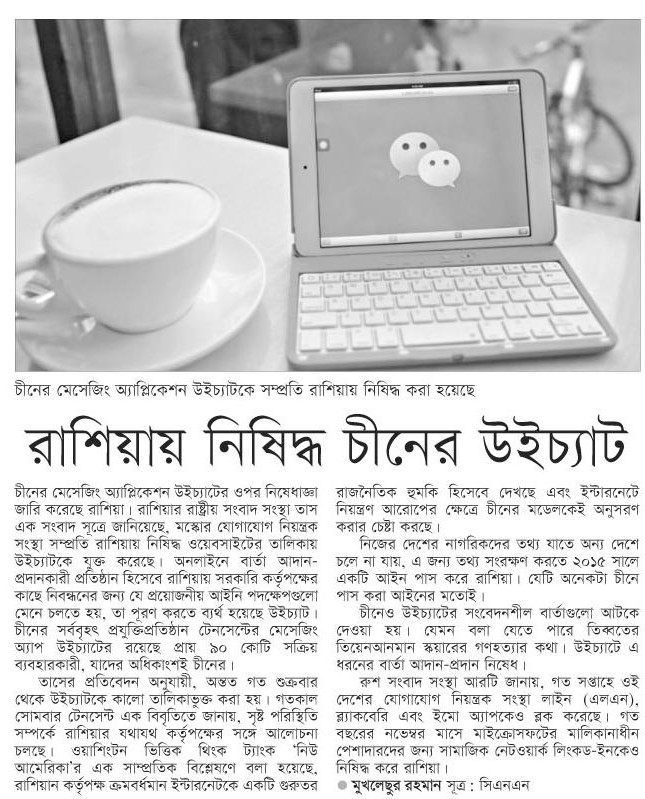 চীনের মেসেজিং অ্যাপ্লিকেশন উইচ্যাটকে সম্প্রতি রাশিয়ায় নিষিদ্ধ করা হয়েছে
রাশিয়ায় নিষিদ্ধ চীনের উইচ্যাট
চীনের মেসেজিং অ্যাপ্লিকেশন উইচ্যাটের ওপর নিষেধাজ্ঞা
জারি করেছে রাশিয়া। রাশিয়ার রাষ্ট্রীয় সংবাদ সংস্থা তাস
এক সংবাদ সূত্রে জানিয়েছে, মস্কোর যোগাযোগ নিয়ন্ত্রক
সংস্থা সম্প্রতি রাশিয়ায় নিষিদ্ধ ওয়েবসাইটের তালিকায়
উইচ্যাটকে যুক্ত করেছে। অনলাইনে বার্তা আদান-
প্রদানকারী প্রতিষ্ঠান হিসেবে রাশিয়ায় সরকারি কর্তৃপক্ষের
কাছে নিবন্ধনের জন্য যে প্রয়োজনীয় আইনি পদক্ষেপগুলো
মেনে চলতে হয়, তা পূরণ করতে ব্যর্থ হয়েছে উইচ্যাট।
চীনের সর্ববৃহৎ প্রযুক্তিপ্রতিষ্ঠান টেনসেন্টের মেসেজিং
অ্যাপ উইচ্যাটের রয়েছে প্রায় ৯০ কোটি সক্রিয়
ব্যবহারকারী, যাদের অধিকাংশই চীনের।
তাসের প্রতিবেদন অনুযায়ী, অন্তত গত শুক্রবার
থেকে উইচ্যাটকে কালো তালিকাভুক্ত করা হয়। গতকাল
সোমবার টেনসেন্ট এক বিবৃতিতে জানায়, সৃষ্ট পরিস্থিতি
সম্পর্কে রাশিয়ার যথাযথ কর্তৃপক্ষের সঙ্গে আলোচনা
চলছে। ওয়াশিংটন ভিত্তিক থিংক ট্যাংক ‘নিউ
আমেরিকা’র এক সাম্প্রতিক বিশ্লেষণে বলা হয়েছে,
রাশিয়ান কর্তৃপক্ষ ক্রমবর্ধমান ইন্টারনেটকে একটি গুরুতর
রাজনৈতিক হুমকি হিসেবে দেখছে এবং ইন্টারনেটে
নিয়ন্ত্রণ আরোপের ক্ষেত্রে চীনের মডেলকেই অনুসরণ
করার চেষ্টা করছে।
নিজের দেশের নাগরিকদের তথ্য যাতে অন্য দেশে
চলে না যায়, এ জন্য তথ্য সংরক্ষণ করতে ২০১৫ সালে
একটি আইন পাস করে রাশিয়া। যেটি অনেকটা চীনে
পাস করা আইনের মতোই।
চীনেও উইচ্যাটের সংবেদনশীল বার্তাগুলো আটকে
দেওয়া হয়। যেমন বলা যেতে পারে তিব্বতের
তিয়েনআনমান স্কয়ারের গণহত্যার কথা। উইচ্যাটে এ
ধরনের বার্তা আদান-প্রদান নিষেধ।
রুশ সংবাদ সংস্থা আরটি জানায়, গত সপ্তাহে ওই
দেশের যোগাযোগ নিয়ন্ত্রক সংস্থা লাইন (এলএন),
ব্ল্যাকবেরি এবং ইমো অ্যাপকেও ব্লক করেছে। গত
বছরের নভেম্বর মাসে মাইক্রোসফটের মালিকানাধীন
পেশাদারদের জন্য সামাজিক নেটওয়ার্ক লিংকড-ইনকেও
নিষিদ্ধ করে রাশিয়া।
মুখলেছুর রহমান সূত্র : সিএনএন